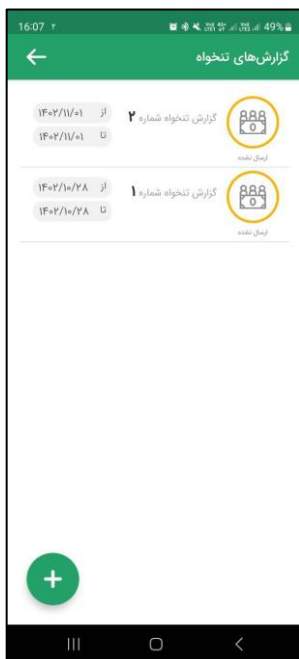 16:07
49%
گزارش‌های تنخواه
گزارش تنخواه شماره ۲
از ۱۴۰۲/۱۱/۰۱
تا ۱۴۰۲/۱۱/۰۱
ارسال نشده
گزارش تنخواه شماره ۱
از ۱۴۰۲/۱۰/۲۸
تا ۱۴۰۲/۱۰/۲۸
ارسال نشده